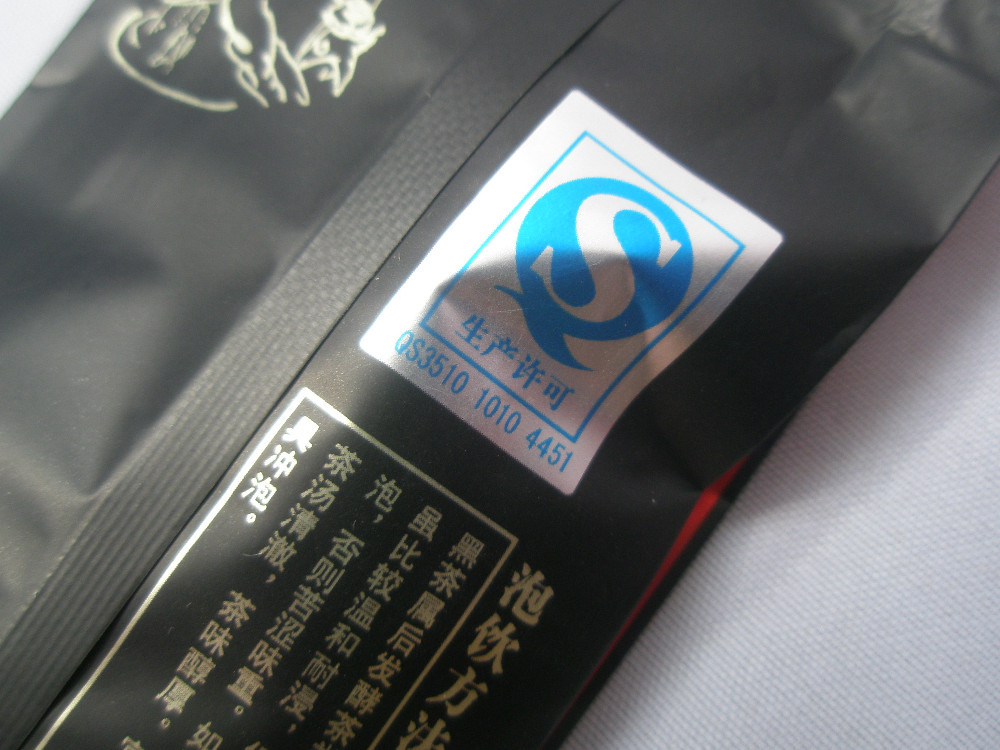 生产许可
QS3510 1010 4451
泡饮方法
黑茶属后发酵茶
虽比较温和耐浸，
泡，否则苦涩味重。
茶汤清澈，茶味醇厚。如
具冲泡。